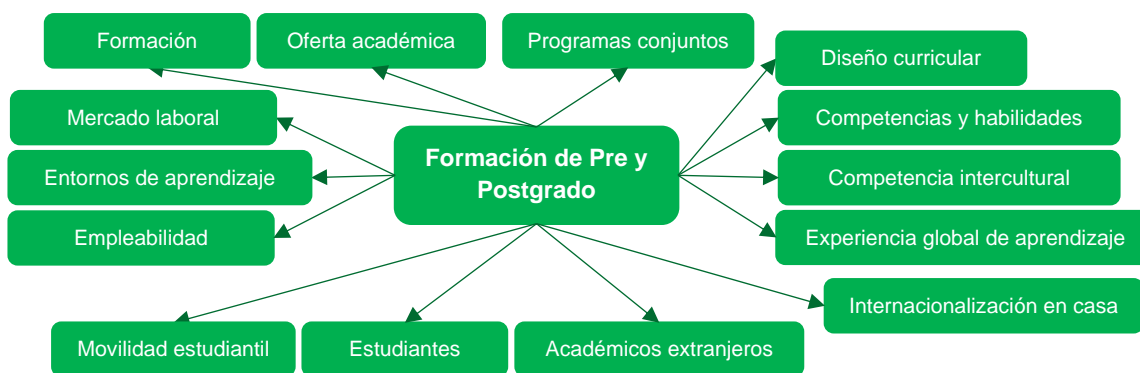 Formación
Oferta académica
Programas conjuntos
Diseño curricular
Mercado laboral
Competencias y habilidades
Formación de Pre y
Postgrado
Entornos de aprendizaje
Competencia intercultural
Empleabilidad
Experiencia global de aprendizaje
Internacionalización en casa
Movilidad estudiantil
Estudiantes
Académicos extranjeros